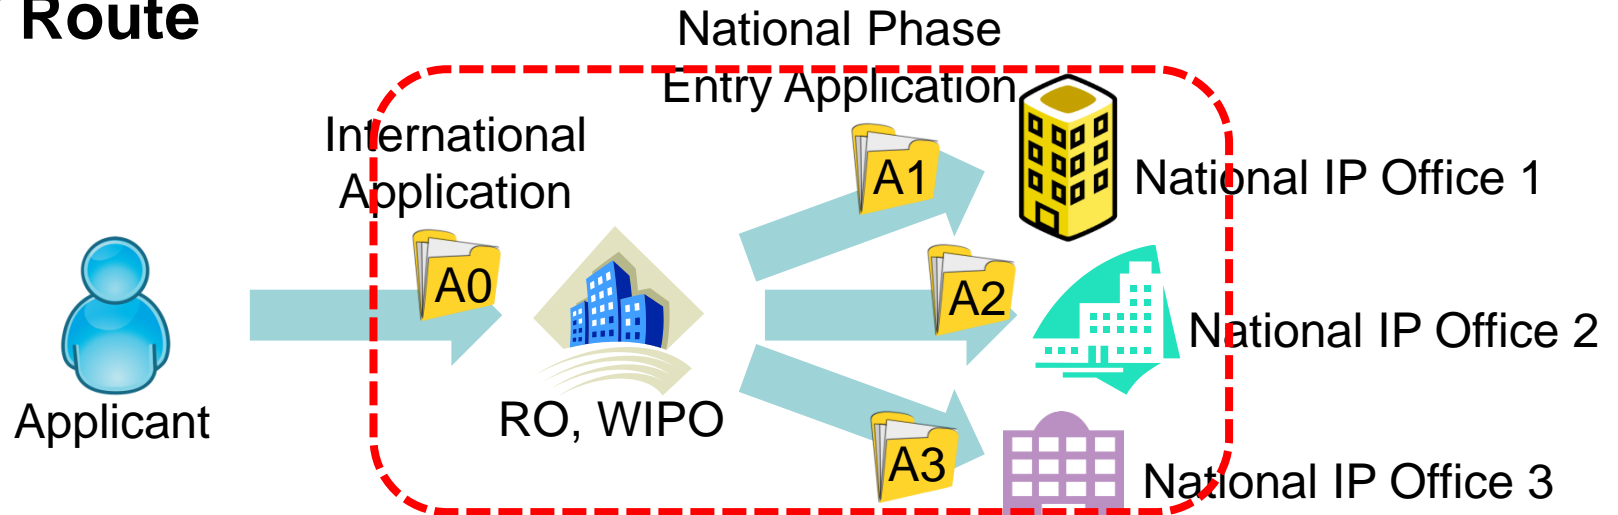 Route
National Phase
Entry Application
International
Application
A0
A1
A2
A3
Applicant
RO, WIPO
National IP Office 1
National IP Office 2
National IP Office 3